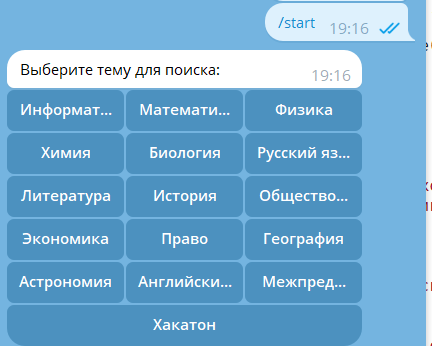 /start 19:16
Выберите тему для поиска:
19:16
Информат... Математи... Физика
Химия Биология Русский яз...
Литература История Общество...
Экономика Право География
Астрономия Английски... Межпред...
Хакатон